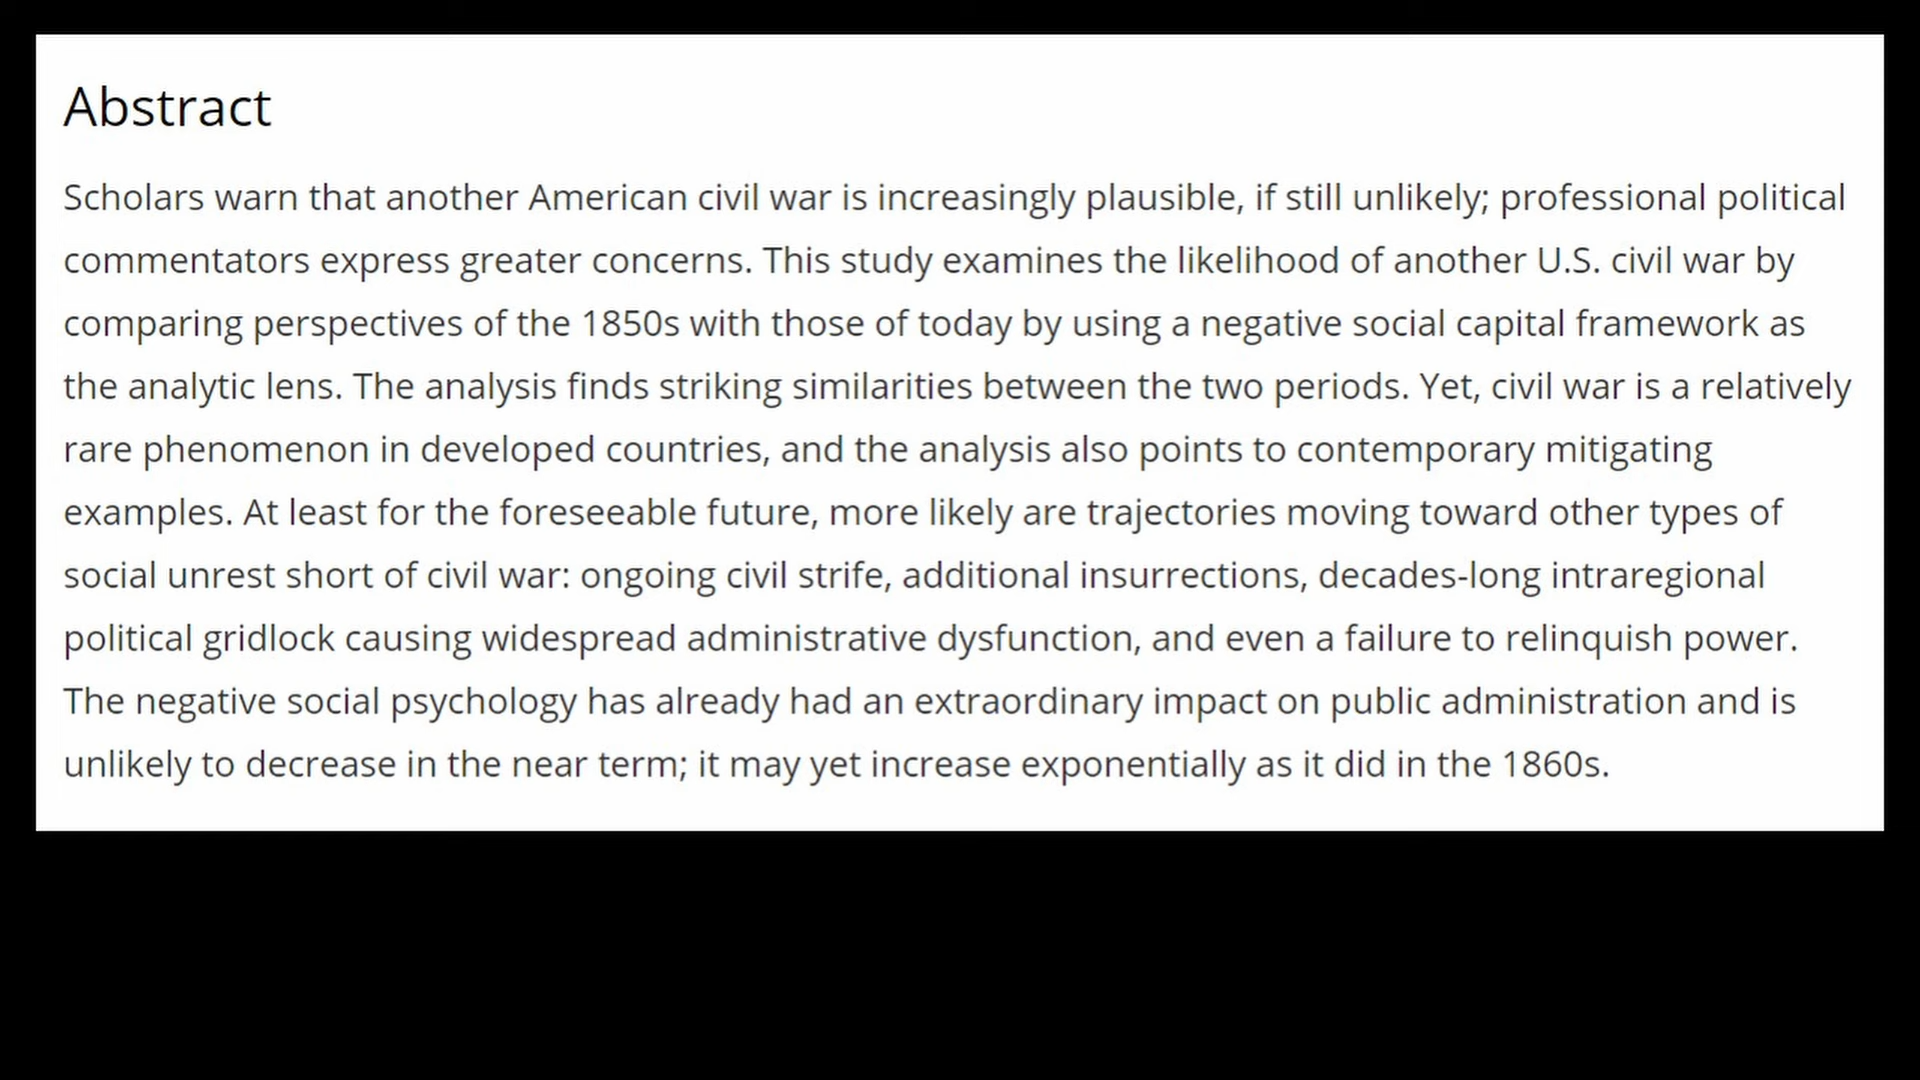 Abstract
Scholars warn that another American civil war is increasingly plausible, if still unlikely; professional political
commentators express greater concerns. This study examines the likelihood of another U.S. civil war by
comparing perspectives of the 1850s with those of today by using a negative social capital framework as
the analytic lens. The analysis finds striking similarities between the two periods. Yet, civil war is a relatively
rare phenomenon in developed countries, and the analysis also points to contemporary mitigating
examples. At least for the foreseeable future, more likely are trajectories moving toward other types of
social unrest short of civil war: ongoing civil strife, additional insurrections, decades-long intraregional
political gridlock causing widespread administrative dysfunction, and even a failure to relinquish power.
The negative social psychology has already had an extraordinary impact on public administration and is
unlikely to decrease in the near term; it may yet increase exponentially as it did in the 1860s.